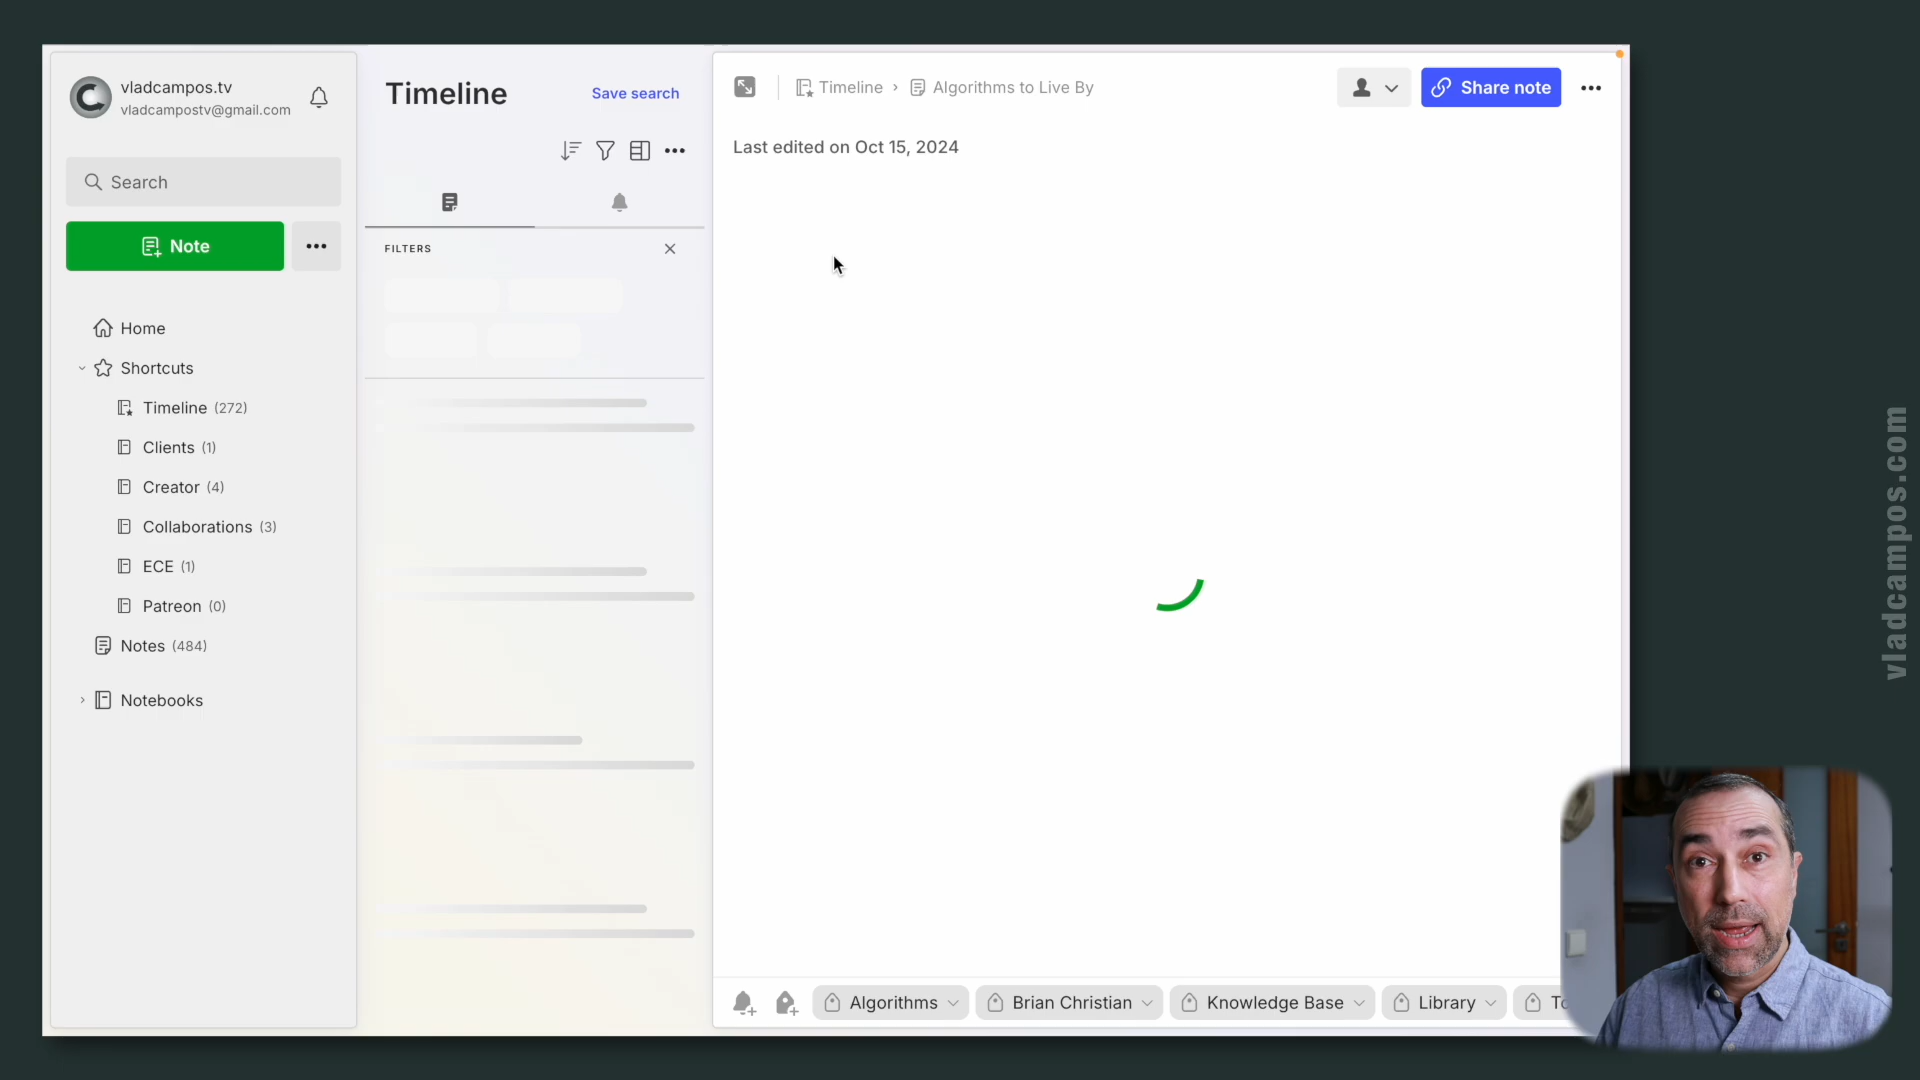 vladcampos.tv
vladcampostv@gmail.com
Search
Note
Home
Shortcuts
Timeline (272)
Clients (1)
Creator (4)
Collaborations (3)
ECE (1)
Patreon (0)
Notes (484)
Notebooks
Timeline
Save search
FILTERS
Timeline › Algorithms to Live By
Share note
Last edited on Oct 15, 2024
Algorithms
Brian Christian
Knowledge Base
Library
vladcampos.com